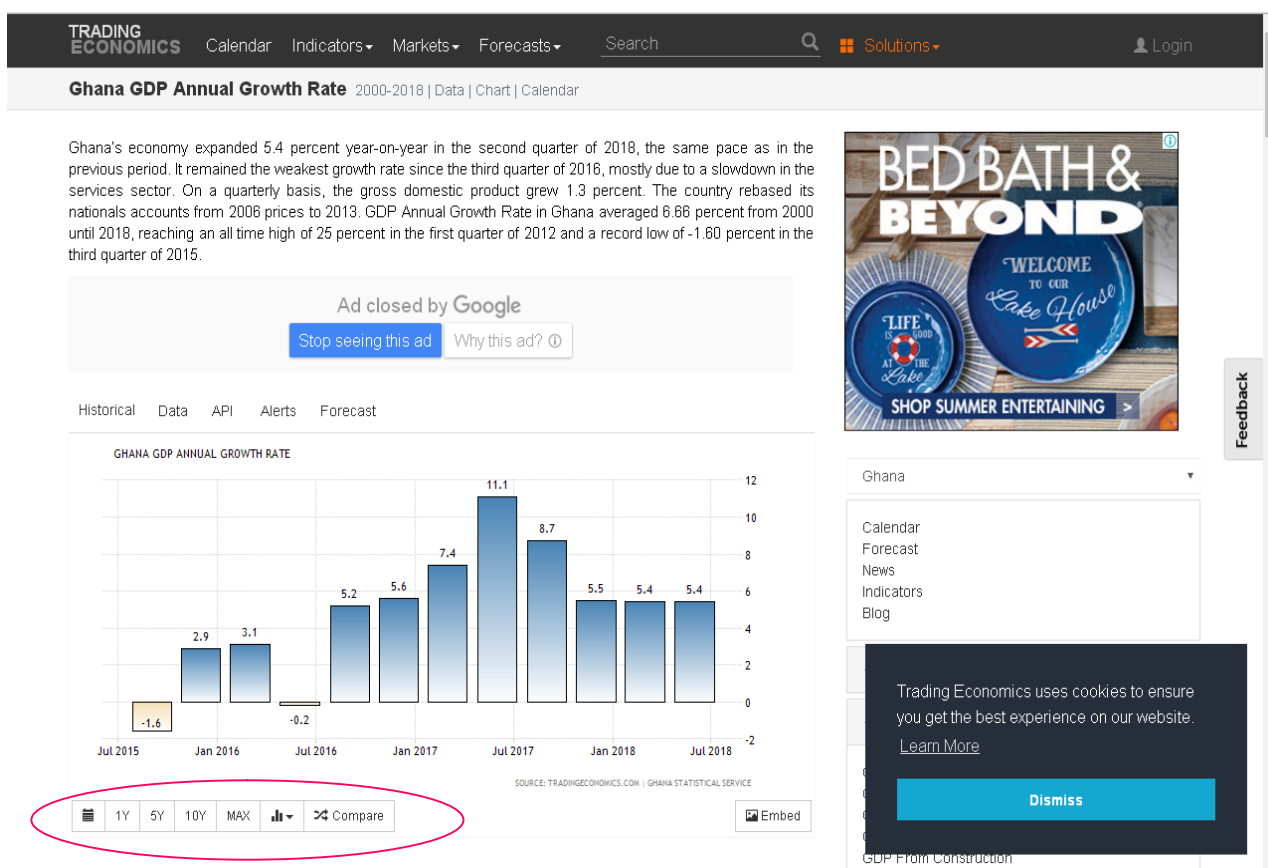 TRADING
ECONOMICS
Calendar Indicators Markets Forecasts Search Solutions Login
Ghana GDP Annual Growth Rate 2000-2018 | Data | Chart | Calendar
Ghana's economy expanded 5.4 percent year-on-year in the second quarter of 2018, the same pace as in the
previous period. It remained the weakest growth rate since the third quarter of 2016, mostly due to a slowdown in the
services sector. On a quarterly basis, the gross domestic product grew 1.3 percent. The country rebased its
nationals accounts from 2006 prices to 2013. GDP Annual Growth Rate in Ghana averaged 6.66 percent from 2000
until 2018, reaching an all time high of 25 percent in the first quarter of 2012 and a record low of -1.60 percent in the
third quarter of 2015.
Ad closed by Google
Stop seeing this ad Why this ad?
BED BATH &
BEYOND
WELCOME
TO OUR
Lake House
LIFE
IS GOOD
AT THE
Lake
SHOP SUMMER ENTERTAINING >
Feedback
Historical Data API Alerts Forecast
GHANA GDP ANNUAL GROWTH RATE
-1.6 2.9 3.1 -0.2 5.2 5.6 7.4 11.1 8.7 5.5 5.4 5.4
12
10
8
6
4
2
0
-2
Jul 2015 Jan 2016 Jul 2016 Jan 2017 Jul 2017 Jan 2018 Jul 2018
SOURCE: TRADINGECONOMICS.COM | GHANA STATISTICAL SERVICE
1Y 5Y 10Y MAX Compare Embed
Ghana
Calendar
Forecast
News
Indicators
Blog
Trading Economics uses cookies to ensure
you get the best experience on our website.
Learn More
Dismiss
GDP From Construction